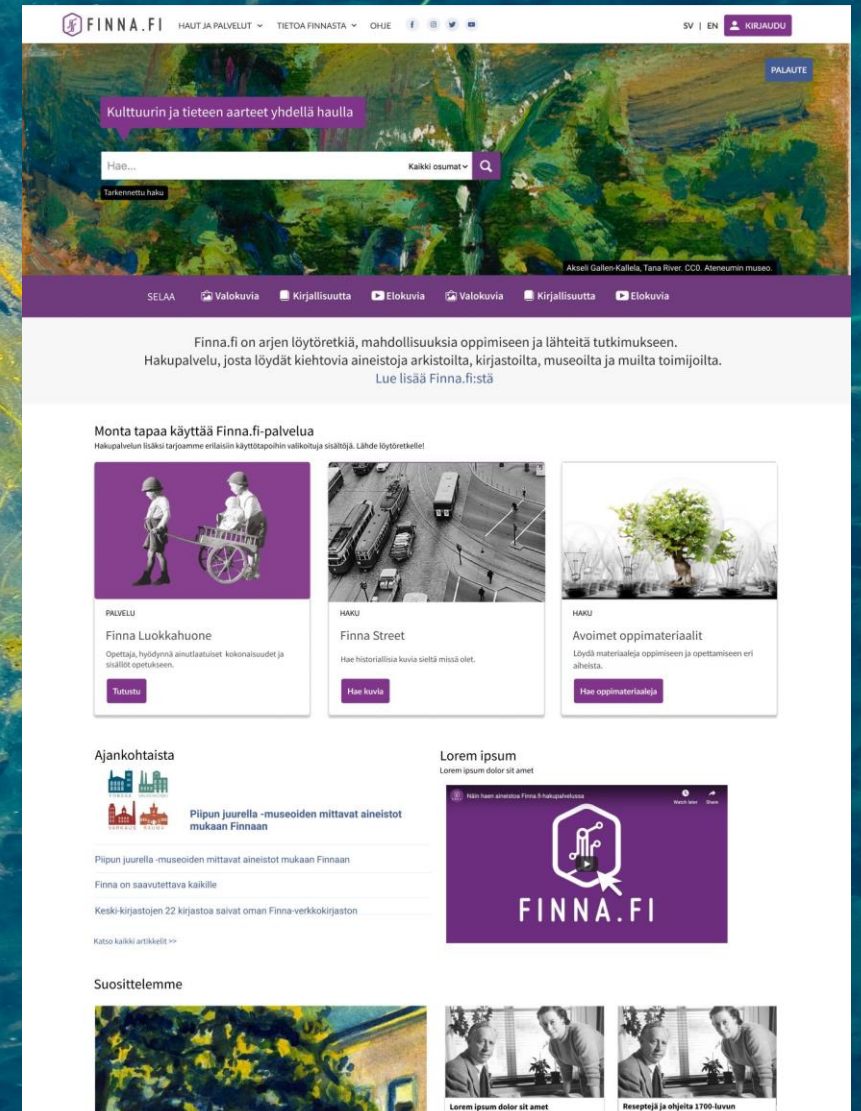 FINNA.FI HAUT JA PALVELUT TIETOA FINNASTA OHJE SV | EN KIRJAUDU
PALAUTE
Kulttuurin ja tieteen aarteet yhdellä haulla
Hae... Kaikki osumat
Tarkennettu haku
Akseli Gallen-Kallela, Tana River. CC0. Ateneumin museo.
SELAA Valokuvia Kirjallisuutta Elokuvia Valokuvia Kirjallisuutta Elokuvia
Finna.fi on arjen löytöretkiä, mahdollisuuksia oppimiseen ja lähteitä tutkimukseen.
Hakupalvelu, josta löydät kiehtovia aineistoja arkistoilta, kirjastoilta, museoilta ja muilta toimijoilta.
Lue lisää Finna.fi:stä
Monta tapaa käyttää Finna.fi-palvelua
Hakupalvelun lisäksi tarjoamme erilaisiin käyttötapoihin valikoituja sisältöjä. Lähde löytöretkelle!
PALVELU
Finna Luokkahuone
Opettaja, hyödynnä ainutlaatuiset kokonaisuudet ja
sisällöt opetukseen.
Tutustu
HAKU
Finna Street
Hae historiallisia kuvia sieltä missä olet.
Hae kuvia
HAKU
Avoimet oppimateriaalit
Löydä materiaaleja oppimiseen ja opettamiseen eri
aiheista.
Hae oppimateriaaleja
Ajankohtaista
FORSSA
VARKAUS RAUMA
Piipun juurella -museoiden mittavat aineistot
mukaan Finnaan
Piipun juurella -museoiden mittavat aineistot mukaan Finnaan
Finna on saavutettava kaikille
Keski-kirjastojen 22 kirjastoa saivat oman Finna-verkkokirjaston
Katso kaikki artikkelit >>
Lorem ipsum
Lorem ipsum dolor sit amet
Näin haen aineistoa Finna.fi-hakupalvelussa
Watch later Share
FINNA.FI
Suosittelemme
Lorem ipsum dolor sit amet
Reseptejä ja ohjeita 1700-luvun